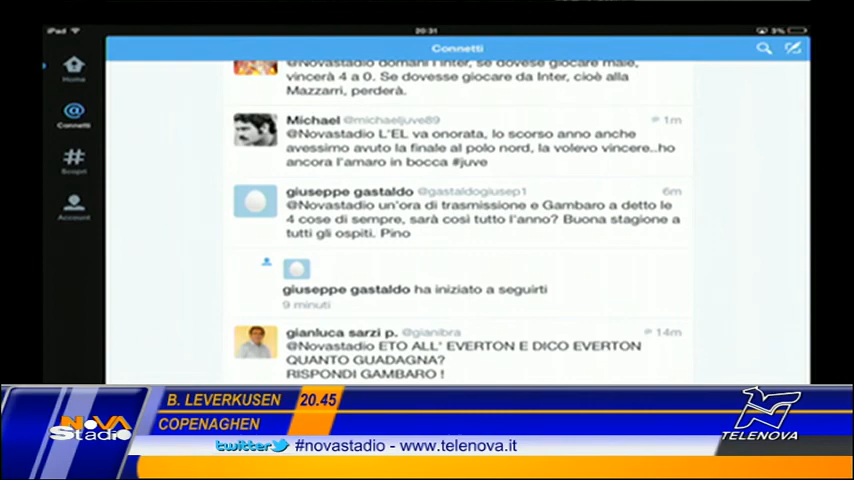 iPad
20:31
3%
Connetti
Home
Connetti
Scopri
Account
@Novastadio domani l'Inter, se dovesse giocare male,
vincerà 4 a 0. Se dovesse giocare da Inter, cioè alla
Mazzarri, perderà.
Michael @michaeljuve89 1m
@Novastadio L'EL va onorata, lo scorso anno anche
avessimo avuto la finale al polo nord, la volevo vincere..ho
ancora l'amaro in bocca #juve
giuseppe gastaldo @gastaldogiusep1 6m
@Novastadio un'ora di trasmissione e Gambaro a detto le
4 cose di sempre, sarà così tutto l'anno? Buona stagione a
tutti gli ospiti. Pino
giuseppe gastaldo ha iniziato a seguirti
9 minuti
gianluca sarzi p. @gianibra 14m
@Novastadio ETO ALL' EVERTON E DICO EVERTON
QUANTO GUADAGNA?
RISPONDI GAMBARO !
B. LEVERKUSEN 20.45
COPENAGHEN
NOVA
Stadio
twitter #novastadio - www.telenova.it
TELENOVA